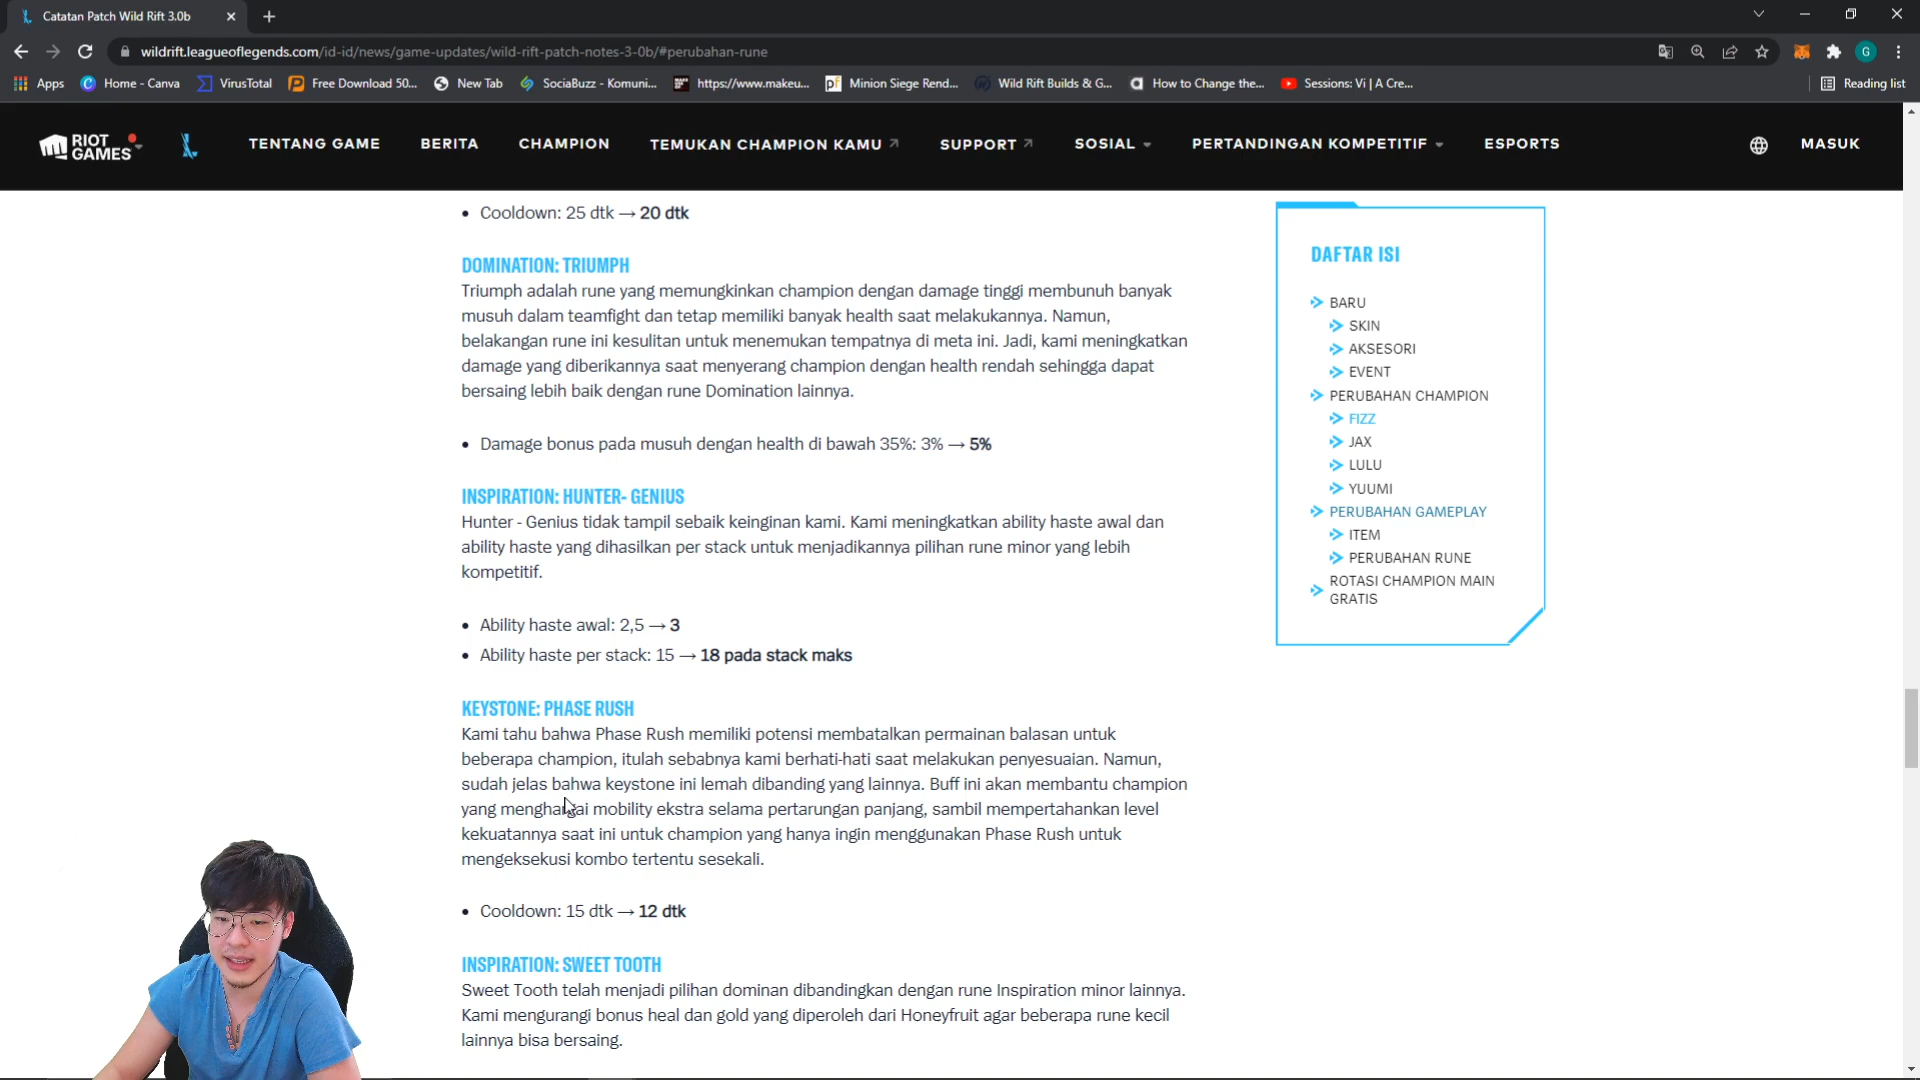 Catatan Patch Wild Rift 3.0b
wildrift.leagueoflegends.com/id-id/news/game-updates/wild-rift-patch-notes-3-0b/#perubahan-rune
G
Apps
Home - Canva
VirusTotal
Free Download 50...
New Tab
SociaBuzz - Komuni...
https://www.makeu...
Minion Siege Rend...
Wild Rift Builds & G...
How to Change the...
Sessions: Vi | A Cre...
Reading list
RIOT GAMES
TENTANG GAME
BERITA
CHAMPION
TEMUKAN CHAMPION KAMU
SUPPORT
SOSIAL
PERTANDINGAN KOMPETITIF
ESPORTS
MASUK
• Cooldown: 25 dtk → 20 dtk
DOMINATION: TRIUMPH
Triumph adalah rune yang memungkinkan champion dengan damage tinggi membunuh banyak
musuh dalam teamfight dan tetap memiliki banyak health saat melakukannya. Namun,
belakangan rune ini kesulitan untuk menemukan tempatnya di meta ini. Jadi, kami meningkatkan
damage yang diberikannya saat menyerang champion dengan health rendah sehingga dapat
bersaing lebih baik dengan rune Domination lainnya.
• Damage bonus pada musuh dengan health di bawah 35%: 3% → 5%
INSPIRATION: HUNTER- GENIUS
Hunter - Genius tidak tampil sebaik keinginan kami. Kami meningkatkan ability haste awal dan
ability haste yang dihasilkan per stack untuk menjadikannya pilihan rune minor yang lebih
kompetitif.
• Ability haste awal: 2,5 → 3
• Ability haste per stack: 15 → 18 pada stack maks
KEYSTONE: PHASE RUSH
Kami tahu bahwa Phase Rush memiliki potensi membatalkan permainan balasan untuk
beberapa champion, itulah sebabnya kami berhati-hati saat melakukan penyesuaian. Namun,
sudah jelas bahwa keystone ini lemah dibanding yang lainnya. Buff ini akan membantu champion
yang menghargai mobility ekstra selama pertarungan panjang, sambil mempertahankan level
kekuatannya saat ini untuk champion yang hanya ingin menggunakan Phase Rush untuk
mengeksekusi kombo tertentu sesekali.
• Cooldown: 15 dtk → 12 dtk
INSPIRATION: SWEET TOOTH
Sweet Tooth telah menjadi pilihan dominan dibandingkan dengan rune Inspiration minor lainnya.
Kami mengurangi bonus heal dan gold yang diperoleh dari Honeyfruit agar beberapa rune kecil
lainnya bisa bersaing.
DAFTAR ISI
BARU
SKIN
AKSESORI
EVENT
PERUBAHAN CHAMPION
FIZZ
JAX
LULU
YUUMI
PERUBAHAN GAMEPLAY
ITEM
PERUBAHAN RUNE
ROTASI CHAMPION MAIN
GRATIS